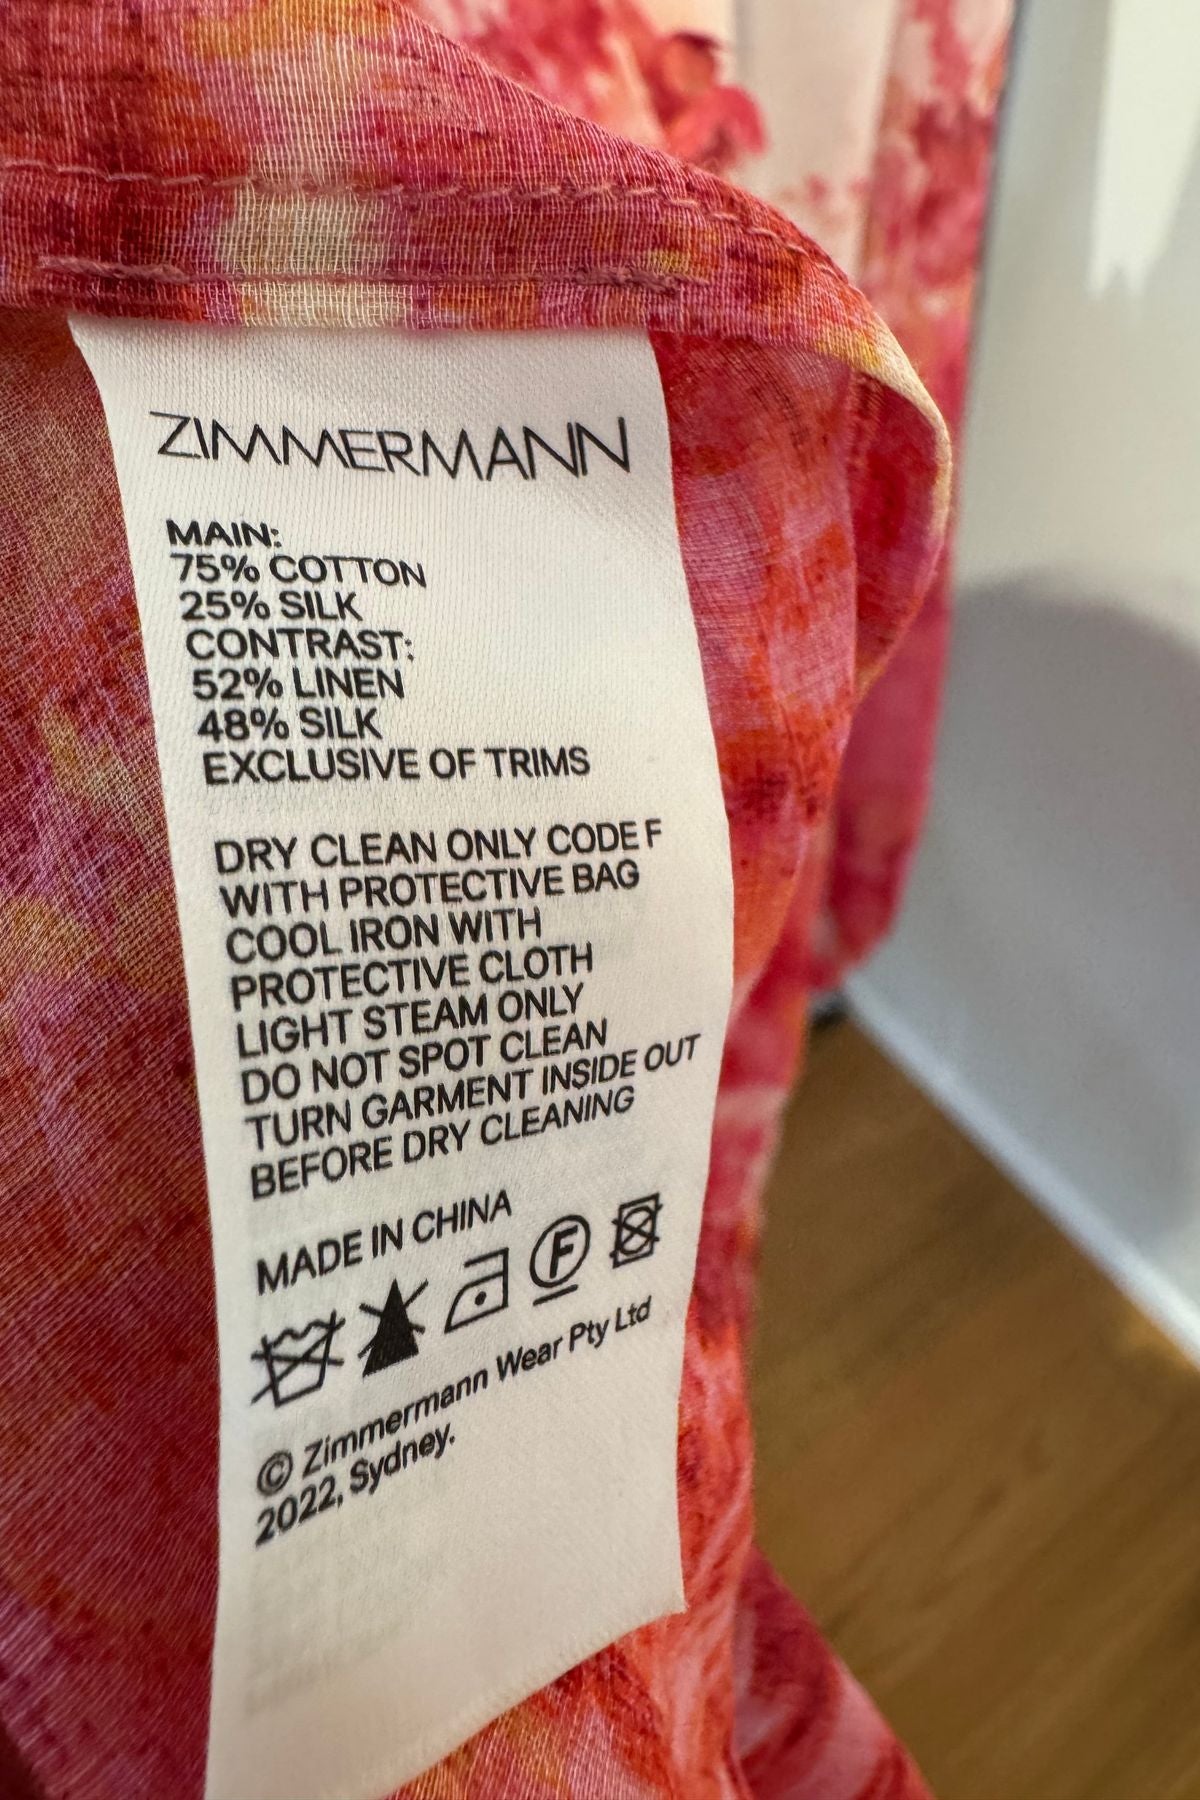 ZIMMERMANN
MAIN:
75% COTTON
25% SILK
CONTRAST:
52% LINEN
48% SILK
EXCLUSIVE OF TRIMS
DRY CLEAN ONLY CODE F
WITH PROTECTIVE BAG
COOL IRON WITH
PROTECTIVE CLOTH
LIGHT STEAM ONLY
DO NOT SPOT CLEAN
TURN GARMENT INSIDE OUT
BEFORE DRY CLEANING
MADE IN CHINA
F
© Zimmermann Wear Pty Ltd
2022, Sydney.